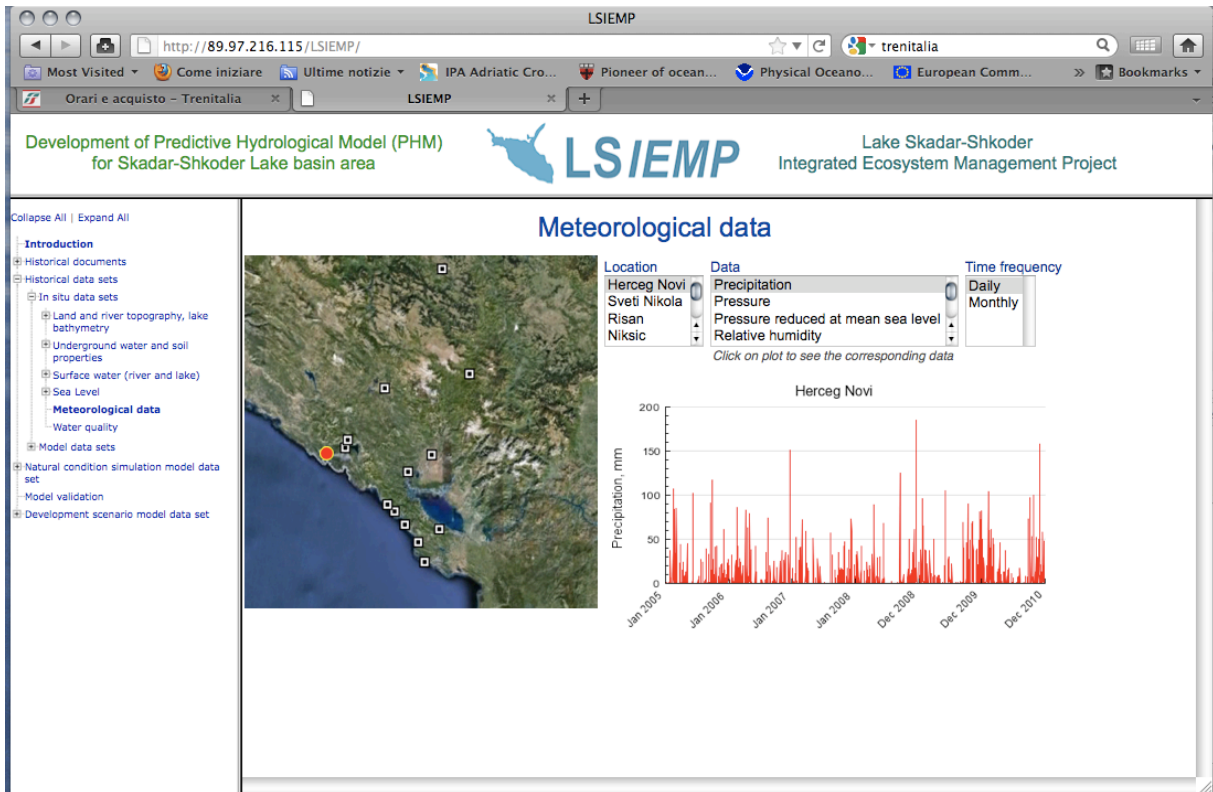 LSIEMP
http://89.97.216.115/LSIEMP/
trenitalia
Most Visited
Come iniziare
Ultime notizie
IPA Adriatic Cro...
Pioneer of ocean...
Physical Oceano...
European Comm...
»
Bookmarks
Orari e acquisto – Trenitalia
LSIEMP
Development of Predictive Hydrological Model (PHM)
for Skadar-Shkoder Lake basin area
LSIEMP
Lake Skadar-Shkoder
Integrated Ecosystem Management Project
Collapse All | Expand All
Introduction
Historical documents
Historical data sets
In situ data sets
Land and river topography, lake
bathymetry
Underground water and soil
properties
Surface water (river and lake)
Sea Level
Meteorological data
Water quality
Model data sets
Natural condition simulation model data
set
Model validation
Development scenario model data set
Meteorological data
Location
Herceg Novi
Sveti Nikola
Risan
Niksic
Data
Precipitation
Pressure
Pressure reduced at mean sea level
Relative humidity
Time frequency
Daily
Monthly
Click on plot to see the corresponding data
Herceg Novi
Precipitation, mm
200
150
100
50
0
Jan 2005
Jan 2006
Jan 2007
Jan 2008
Dec 2008
Dec 2009
Dec 2010